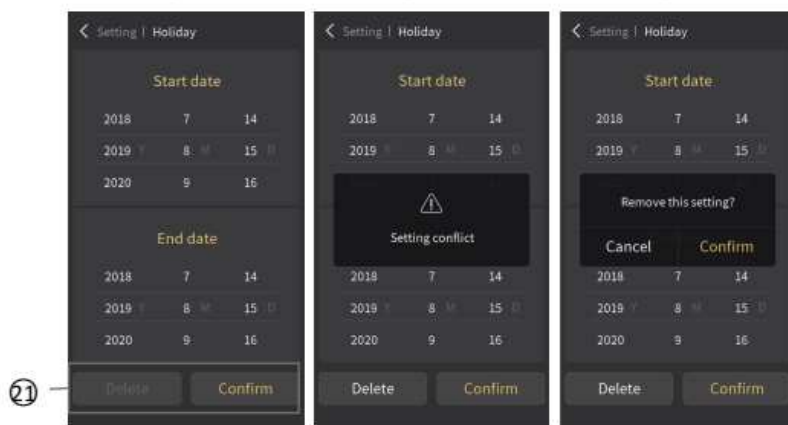 Setting | Holiday
Start date
2018 7 14
2019 Y 8 M 15 D
2020 9 16
End date
2018 7 14
2019 Y 8 M 15 D
2020 9 16
Delete Confirm
21
Setting | Holiday
Start date
2018 7 14
2019 Y 8 M 15 D
Setting conflict
2018 7 14
2019 Y 8 M 15 D
2020 9 16
Delete Confirm
Setting | Holiday
Start date
2018 7 14
2019 Y 8 M 15 D
Remove this setting?
Cancel Confirm
2018 7 14
2019 Y 8 M 15 D
2020 9 16
Delete Confirm